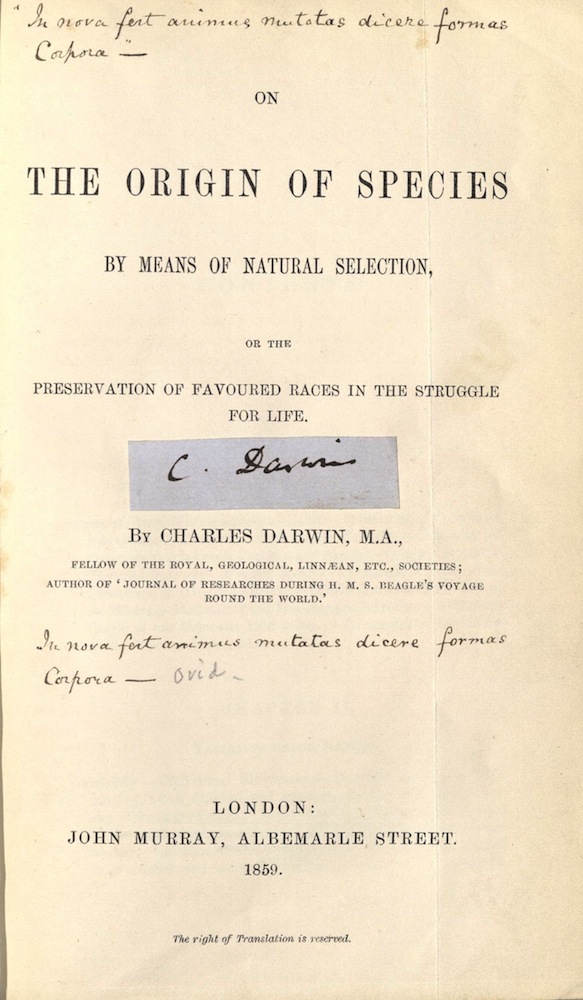 "In nova fert animus mutatas dicere formas
Corpora" —
ON
THE ORIGIN OF SPECIES
BY MEANS OF NATURAL SELECTION,
OR THE
PRESERVATION OF FAVOURED RACES IN THE STRUGGLE
FOR LIFE.
C. Darwin
BY CHARLES DARWIN, M.A.,
FELLOW OF THE ROYAL, GEOLOGICAL, LINNÆAN, ETC., SOCIETIES;
AUTHOR OF ‘JOURNAL OF RESEARCHES DURING H. M. S. BEAGLE’S VOYAGE
ROUND THE WORLD.’
In nova fert animus mutatas dicere formas
Corpora — Ovid —
LONDON:
JOHN MURRAY, ALBEMARLE STREET.
1859.
The right of Translation is reserved.